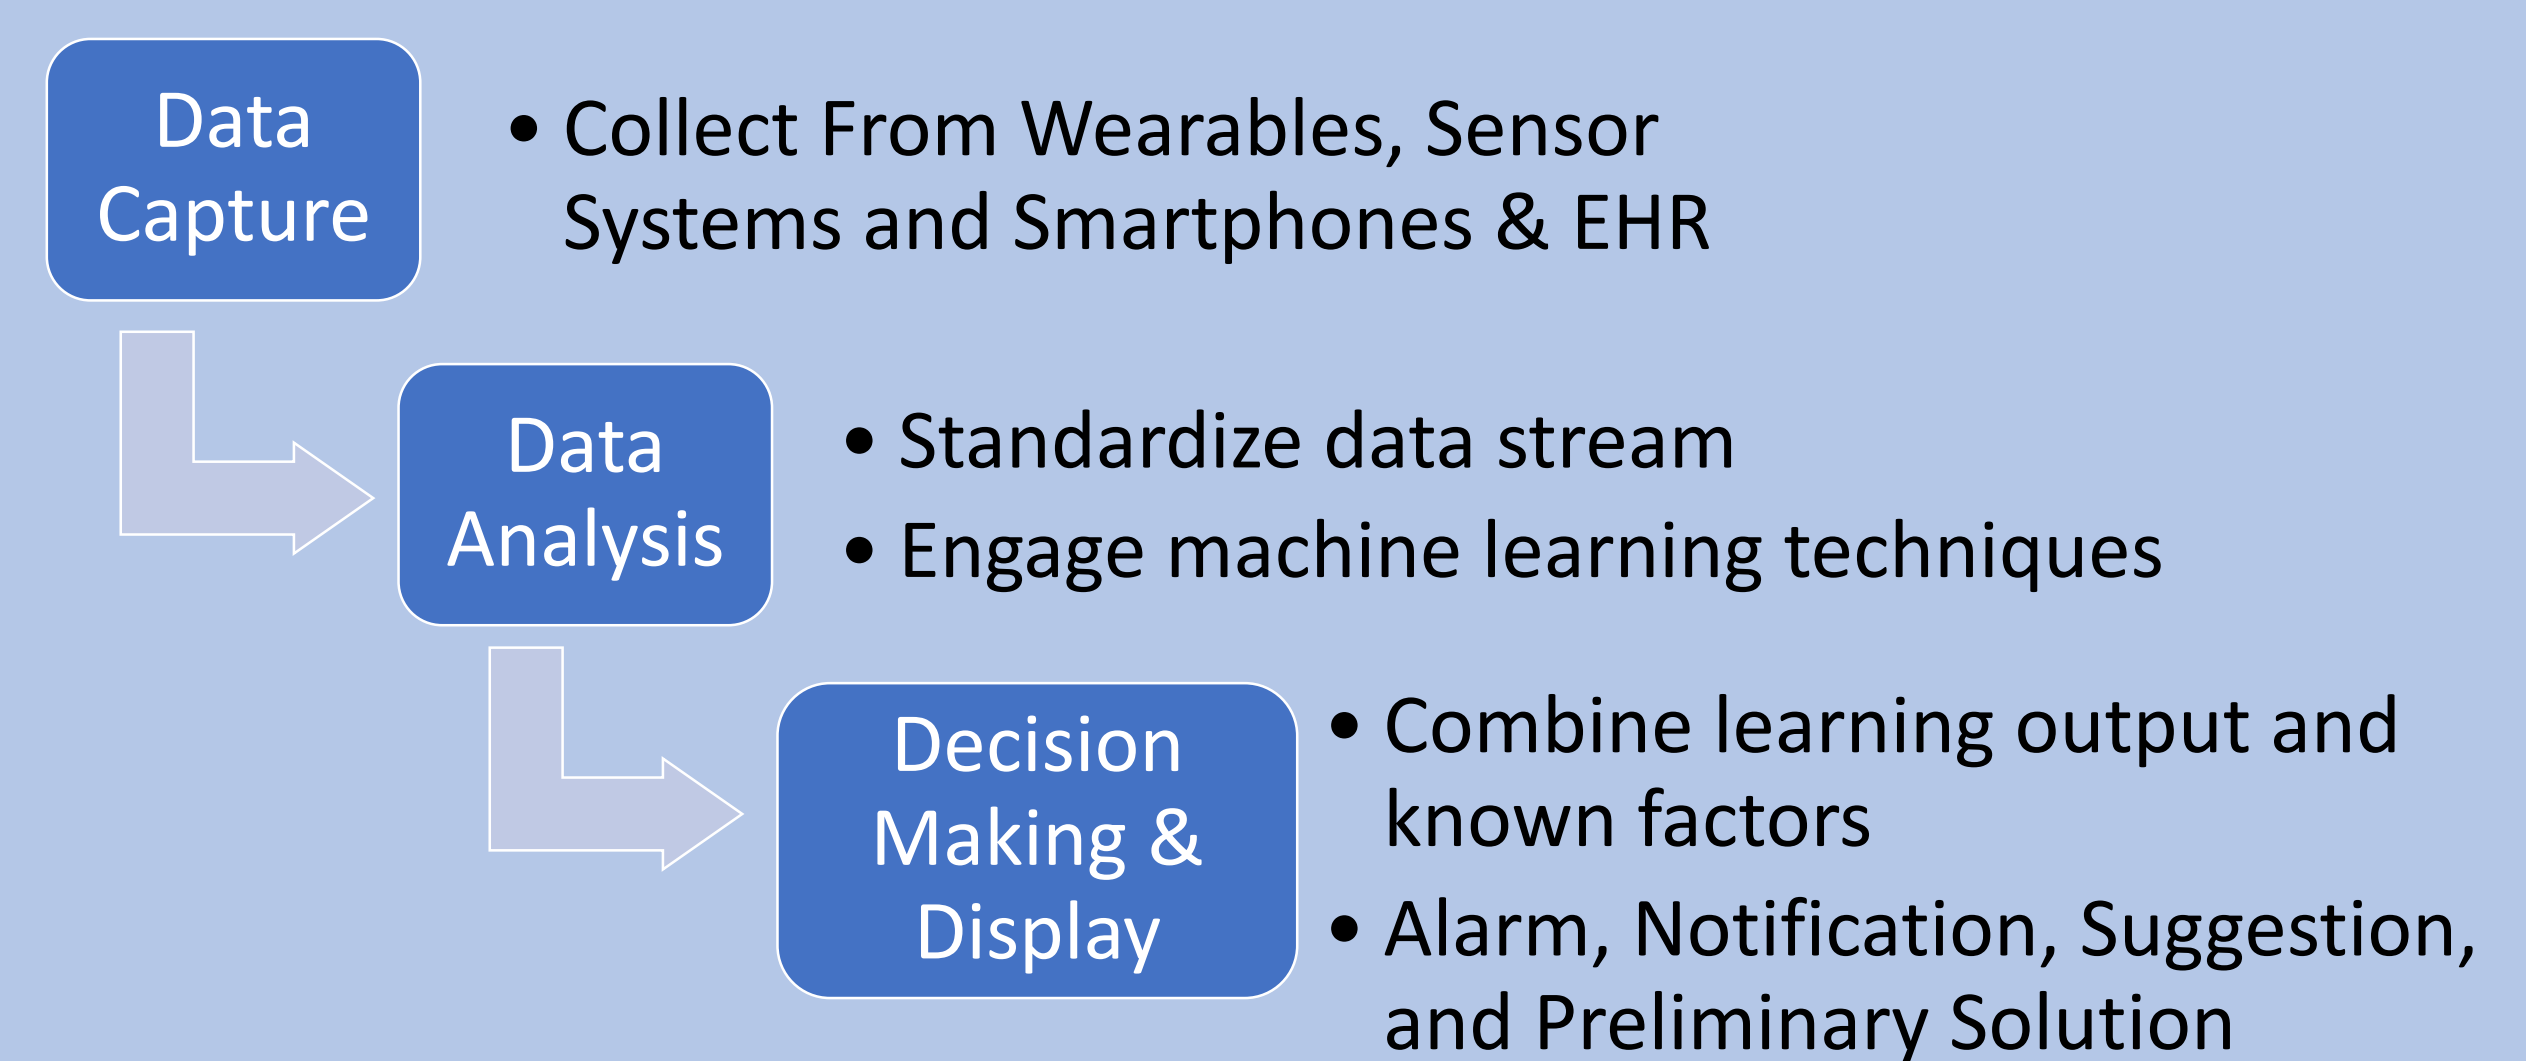 Data
Capture
• Collect From Wearables, Sensor
Systems and Smartphones & EHR
Data
Analysis
• Standardize data stream
• Engage machine learning techniques
Decision
Making &
Display
• Combine learning output and
known factors
• Alarm, Notification, Suggestion,
and Preliminary Solution